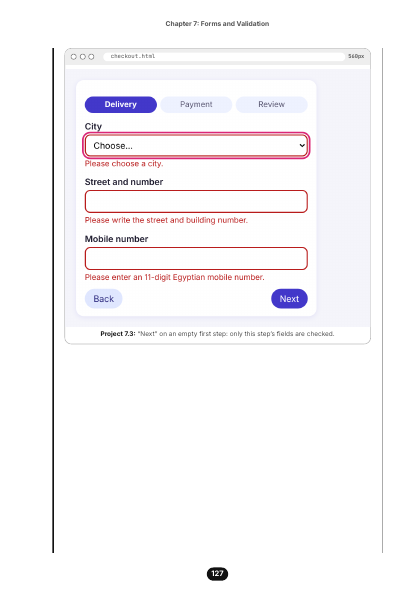 Chapter 7: Forms and Validation
checkout.html
560px
Delivery
Payment
Review
City
Choose...
Please choose a city.
Street and number
Please write the street and building number.
Mobile number
Please enter an 11-digit Egyptian mobile number.
Back
Next
Project 7.3: “Next” on an empty first step: only this step’s fields are checked.
127